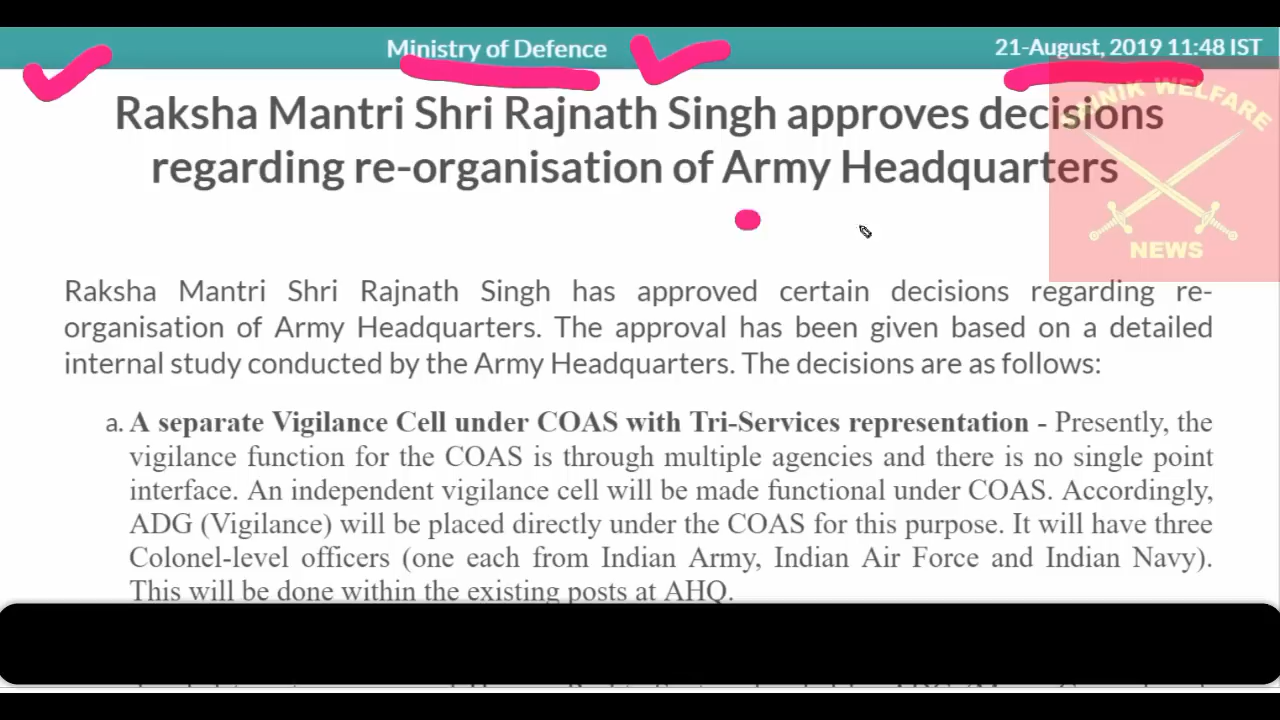 Ministry of Defence
21-August, 2019 11:48 IST
Raksha Mantri Shri Rajnath Singh approves decisions
regarding re-organisation of Army Headquarters
WELFARE
NEWS
Raksha Mantri Shri Rajnath Singh has approved certain decisions regarding re-
organisation of Army Headquarters. The approval has been given based on a detailed
internal study conducted by the Army Headquarters. The decisions are as follows:
a. A separate Vigilance Cell under COAS with Tri-Services representation - Presently, the
vigilance function for the COAS is through multiple agencies and there is no single point
interface. An independent vigilance cell will be made functional under COAS. Accordingly,
ADG (Vigilance) will be placed directly under the COAS for this purpose. It will have three
Colonel-level officers (one each from Indian Army, Indian Air Force and Indian Navy).
This will be done within the existing posts at AHQ.